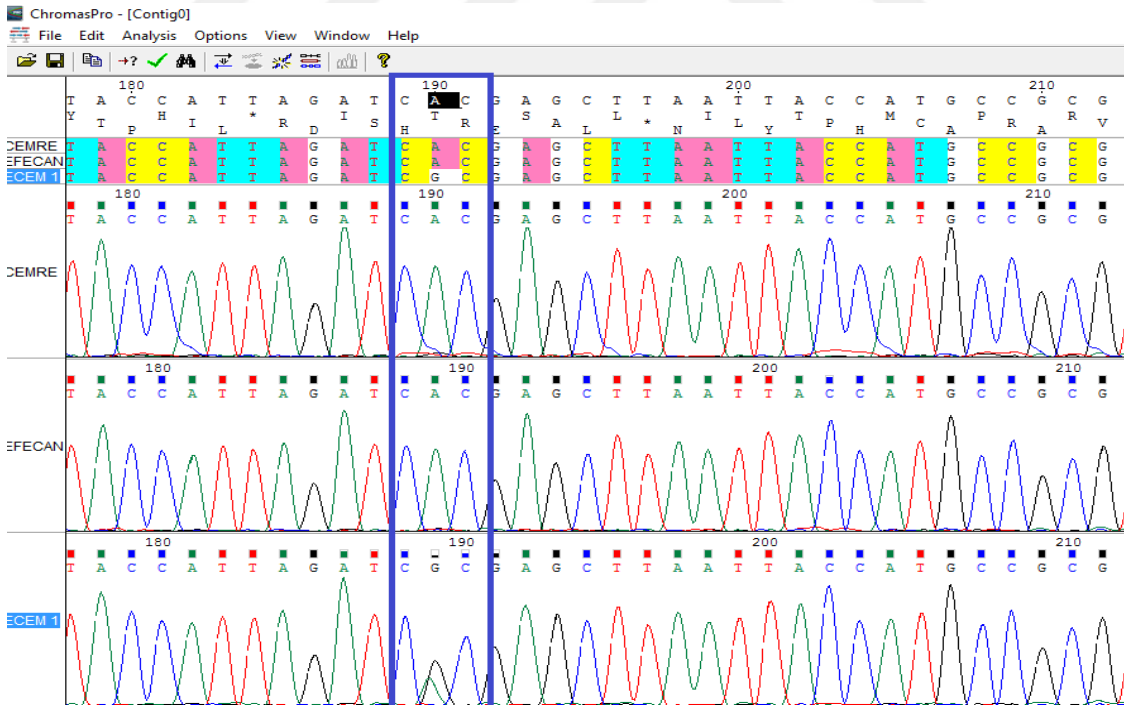 ChromasPro - [Contig0]
File Edit Analysis Options View Window Help
180 190 200 210
T A C C A T T A G A T C A C G A G C T T A A T T A C C A T G C C G C G
Y H * I T S L I T M P R
T I R S R A * L P C R V
P L D H E L N Y H A A
CEMRE T A C C A T T A G A T C A C G A G C T T A A T T A C C A T G C C G C G
EFECAN T A C C A T T A G A T C A C G A G C T T A A T T A C C A T G C C G C G
ECEM 1 T A C C A T T A G A T C G C G A G C T T A A T T A C C A T G C C G C G
180 190 200 210
T A C C A T T A G A T C A C G A G C T T A A T T A C C A T G C C G C G
CEMRE
180 190 200 210
T A C C A T T A G A T C A C G A G C T T A A T T A C C A T G C C G C G
EFECAN
180 190 200 210
T A C C A T T A G A T C G C G A G C T T A A T T A C C A T G C C G C G
ECEM 1